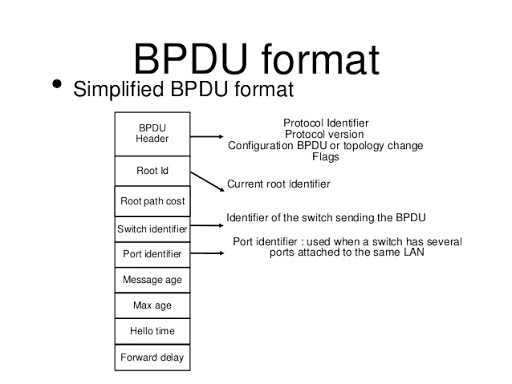 BPDU format
• Simplified BPDU format
BPDU
Header
Protocol Identifier
Protocol version
Configuration BPDU or topology change
Flags
Root Id
Current root identifier
Root path cost
Switch identifier
Identifier of the switch sending the BPDU
Port identifier
Port identifier : used when a switch has several
ports attached to the same LAN
Message age
Max age
Hello time
Forward delay